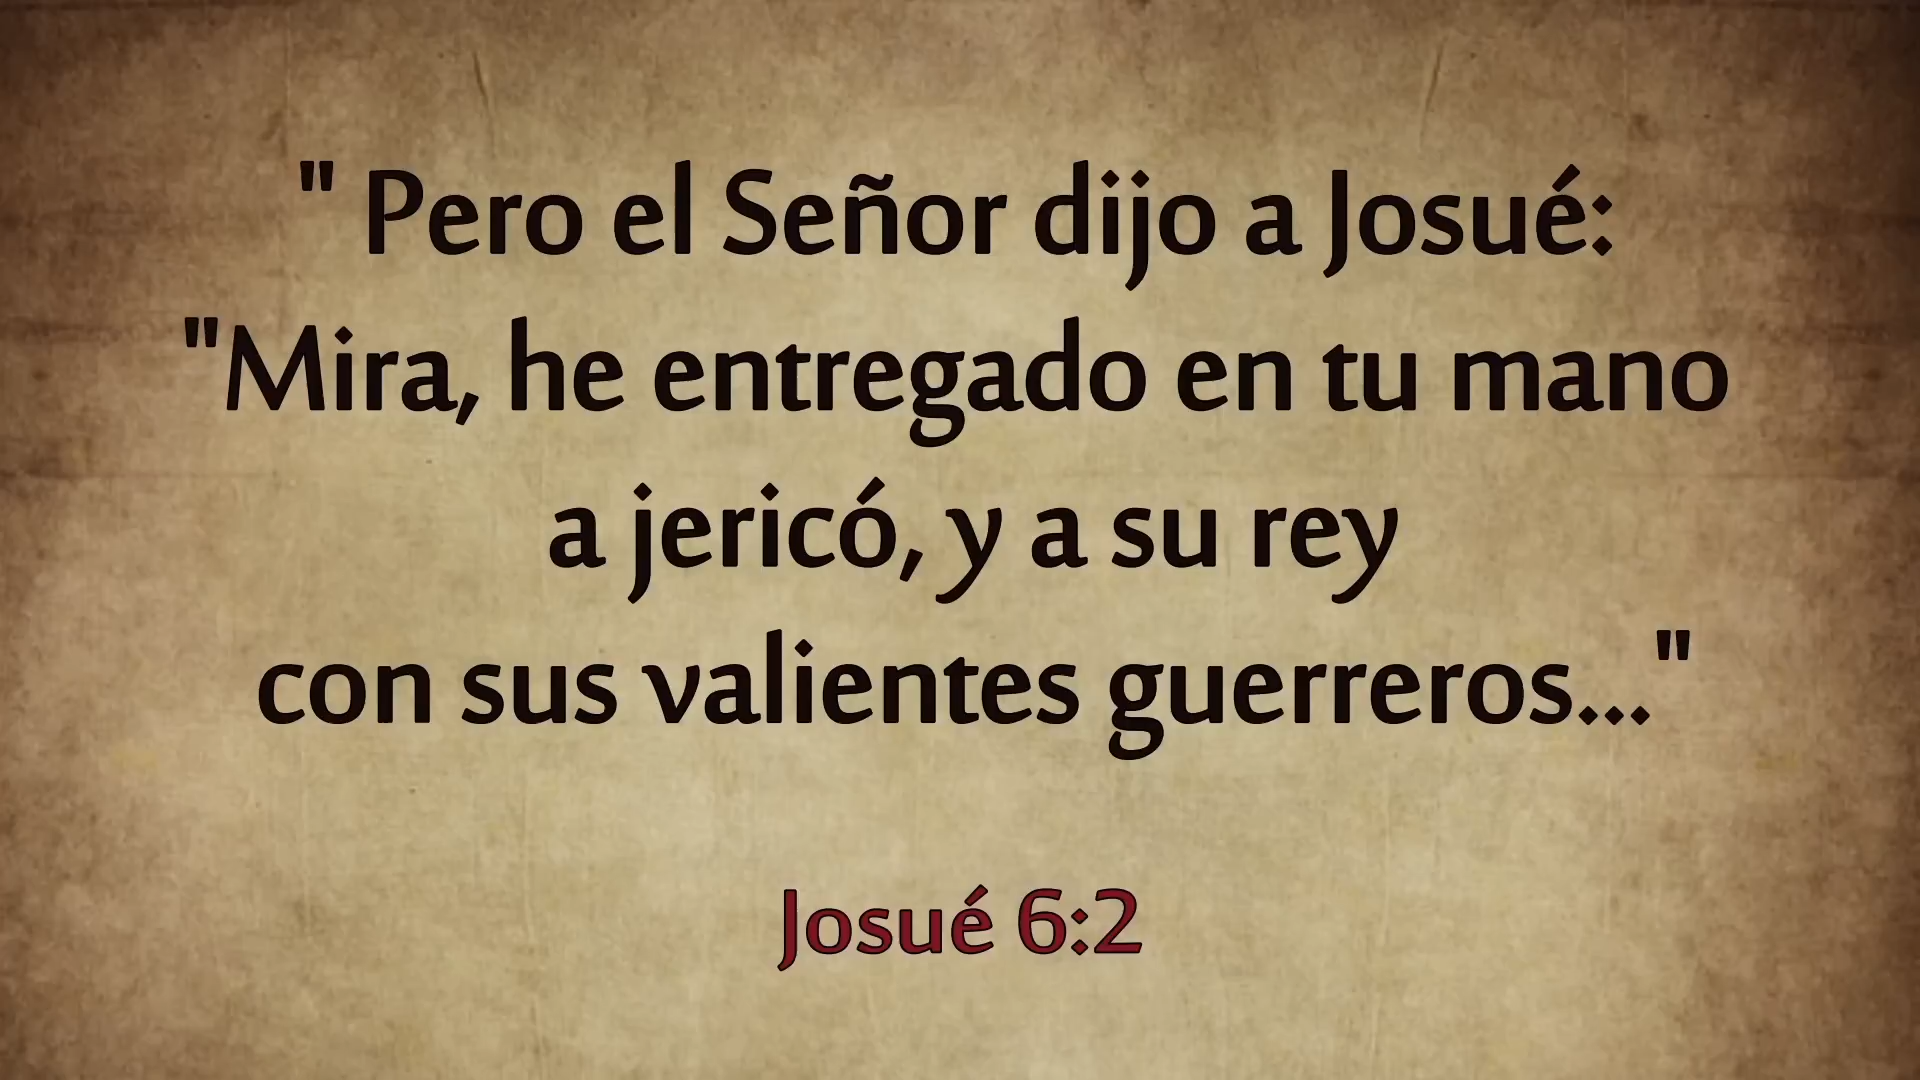 " Pero el Señor dijo a Josué:
"Mira, he entregado en tu mano
a jericó, y a su rey
con sus valientes guerreros..."
Josué 6:2